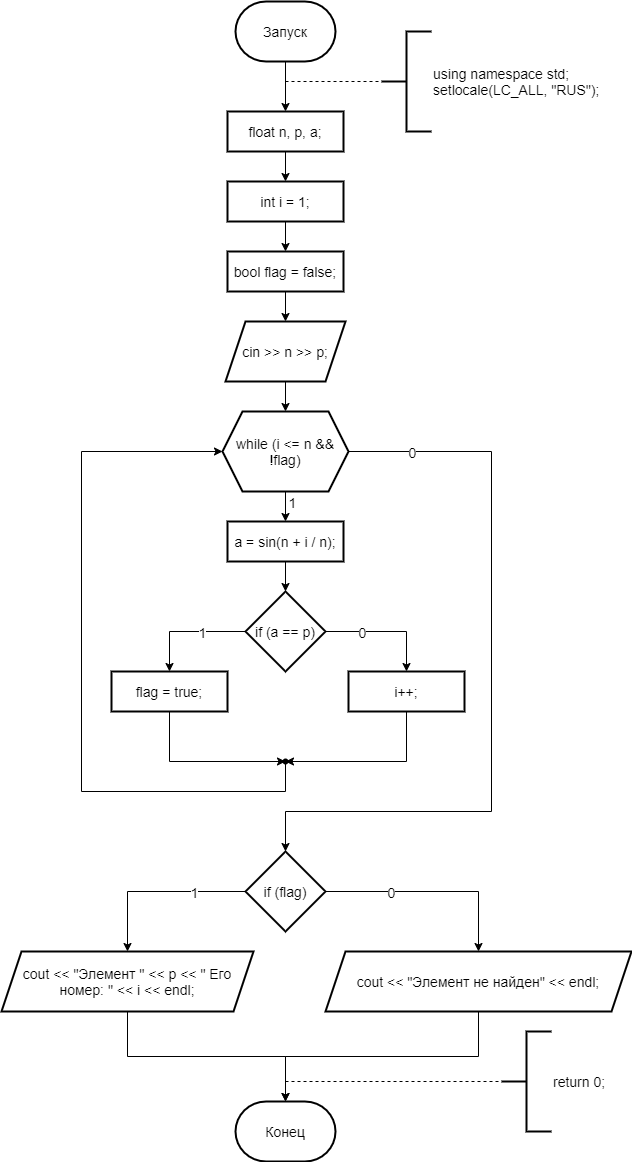 Запуск
using namespace std;
setlocale(LC_ALL, "RUS");
float n, p, a;
int i = 1;
bool flag = false;
cin >> n >> p;
while (i <= n &&
!flag)
0
1
a = sin(n + i / n);
if (a == p)
1
0
flag = true;
i++;
if (flag)
1
0
cout << "Элемент " << p << " Его
номер: " << i << endl;
cout << "Элемент не найден" << endl;
return 0;
Конец